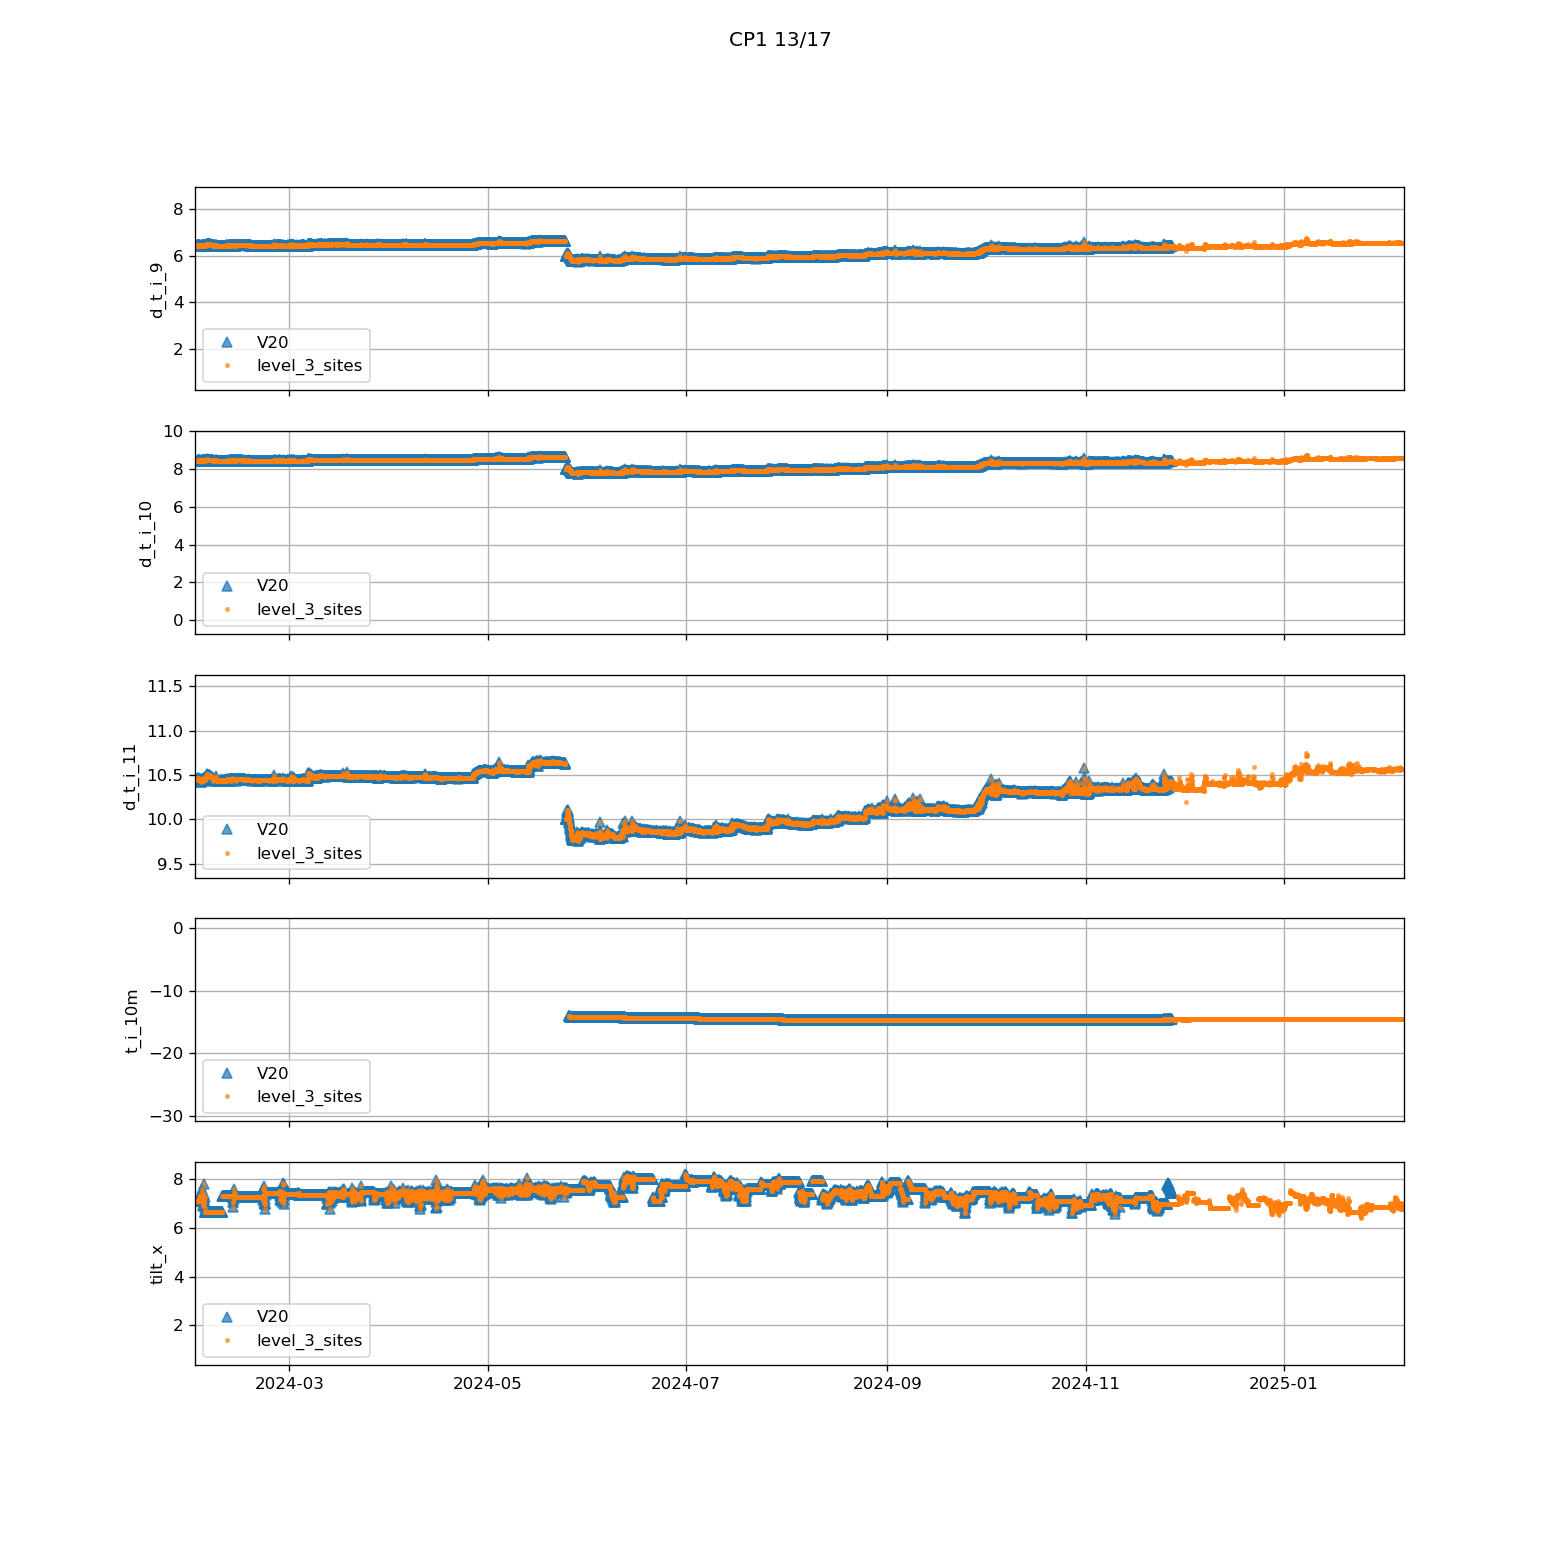 CP1 13/17
8
6
4
2
d_t_i_9
V20
level_3_sites
10
8
6
4
2
0
d_t_i_10
V20
level_3_sites
11.5
11.0
10.5
10.0
9.5
d_t_i_11
V20
level_3_sites
0
−10
−20
−30
t_i_10m
V20
level_3_sites
8
6
4
2
tilt_x
V20
level_3_sites
2024-03 2024-05 2024-07 2024-09 2024-11 2025-01